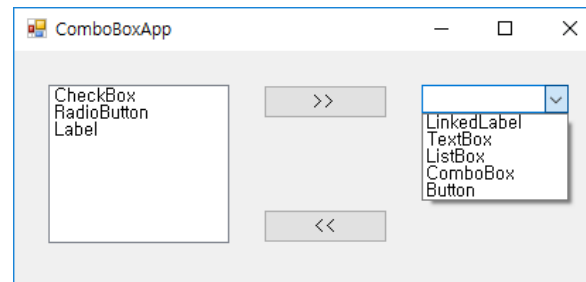 ComboBoxApp
CheckBox
RadioButton
Label
>>
<<
LinkedLabel
TextBox
ListBox
ComboBox
Button